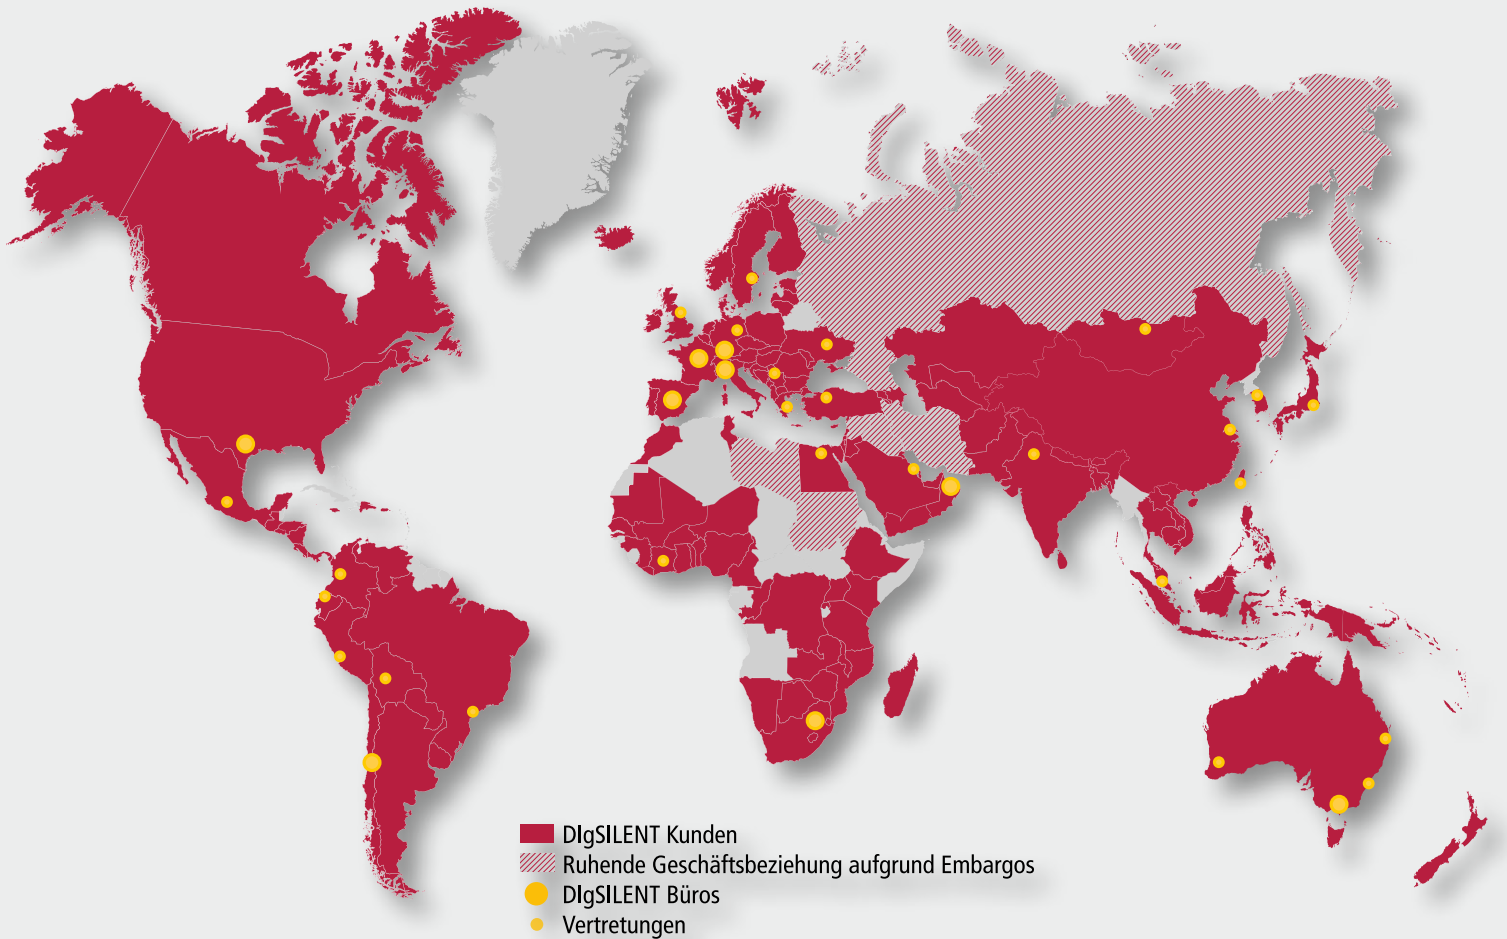 DIgSILENT Kunden
Ruhende Geschäftsbeziehung aufgrund Embargos
DIgSILENT Büros
Vertretungen